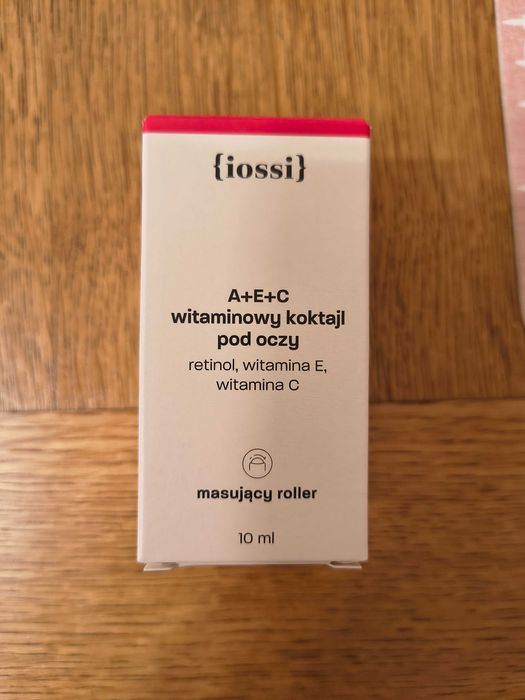 {iossi}
A+E+C
witaminowy koktajl
pod oczy
retinol, witamina E,
witamina C
masujący roller
10 ml